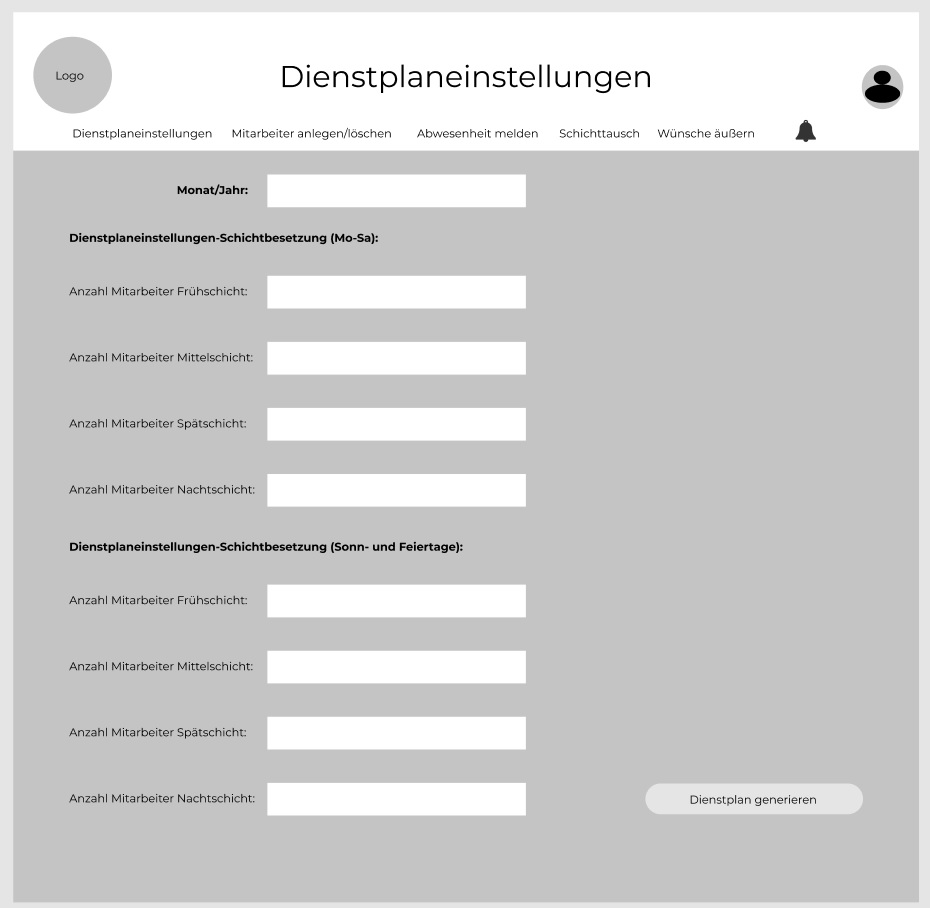 Logo
Dienstplaneinstellungen
Dienstplaneinstellungen Mitarbeiter anlegen/löschen Abwesenheit melden Schichttausch Wünsche äußern
Monat/Jahr:
Dienstplaneinstellungen-Schichtbesetzung (Mo-Sa):
Anzahl Mitarbeiter Frühschicht:
Anzahl Mitarbeiter Mittelschicht:
Anzahl Mitarbeiter Spätschicht:
Anzahl Mitarbeiter Nachtschicht:
Dienstplaneinstellungen-Schichtbesetzung (Sonn- und Feiertage):
Anzahl Mitarbeiter Frühschicht:
Anzahl Mitarbeiter Mittelschicht:
Anzahl Mitarbeiter Spätschicht:
Anzahl Mitarbeiter Nachtschicht:
Dienstplan generieren